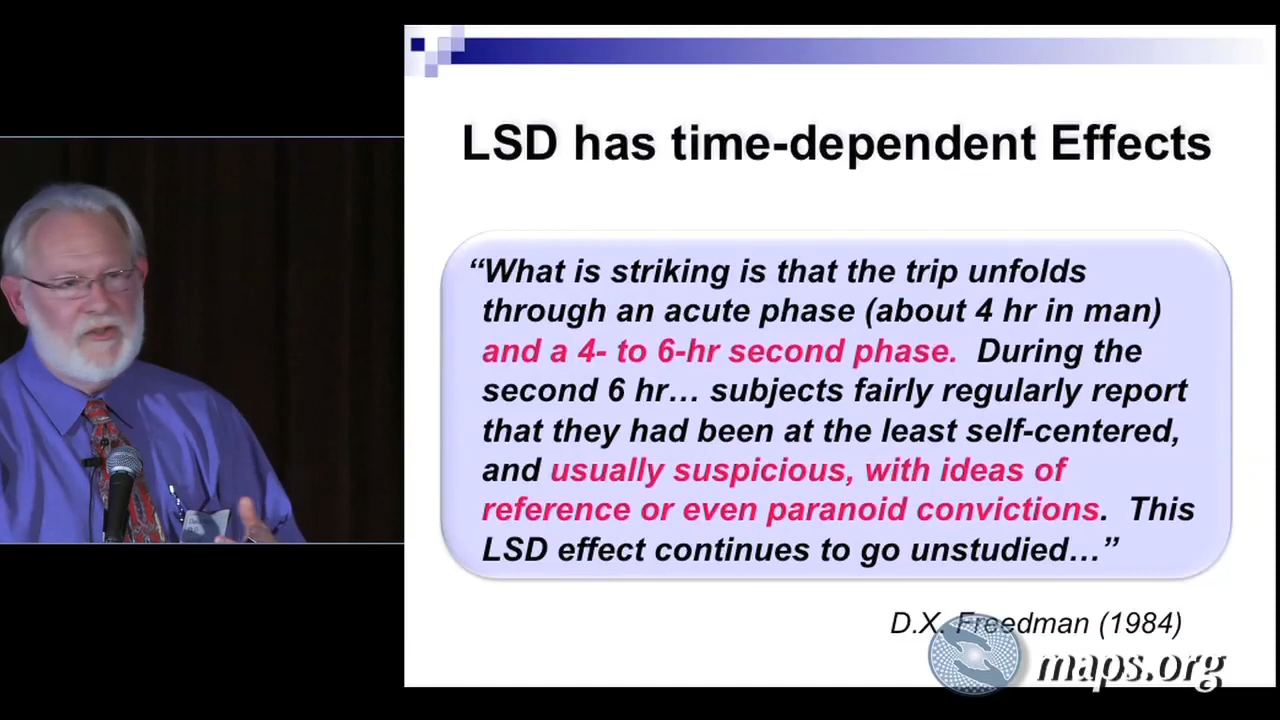 LSD has time-dependent Effects
“What is striking is that the trip unfolds
through an acute phase (about 4 hr in man)
and a 4- to 6-hr second phase.  During the
second 6 hr… subjects fairly regularly report
that they had been at the least self-centered,
and usually suspicious, with ideas of
reference or even paranoid convictions.  This
LSD effect continues to go unstudied…”
D.X. Freedman (1984)
maps.org